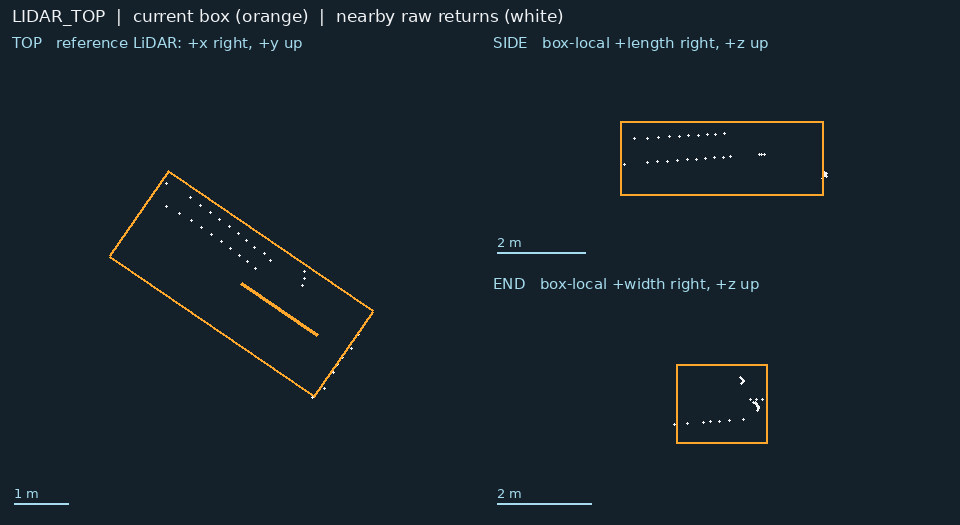 LIDAR_TOP | current box (orange) | nearby raw returns (white)
TOP reference LiDAR: +x right, +y up
SIDE box-local +length right, +z up
2 m
END box-local +width right, +z up
1 m
2 m